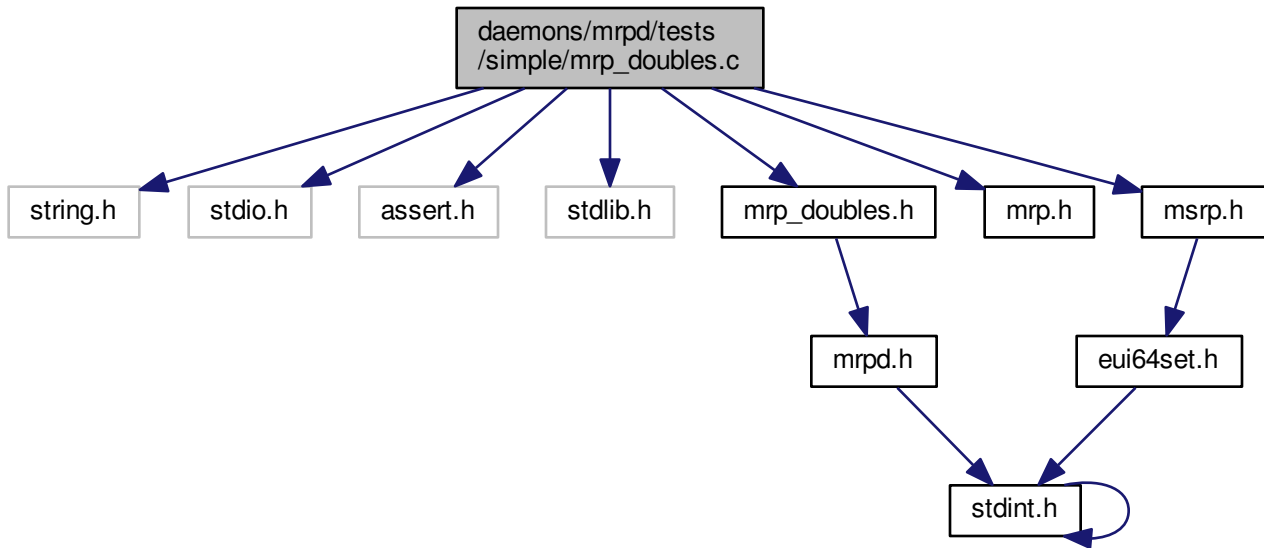 daemons/mrpd/tests
/simple/mrp_doubles.c
string.h
stdio.h
assert.h
stdlib.h
mrp_doubles.h
mrp.h
msrp.h
mrpd.h
eui64set.h
stdint.h